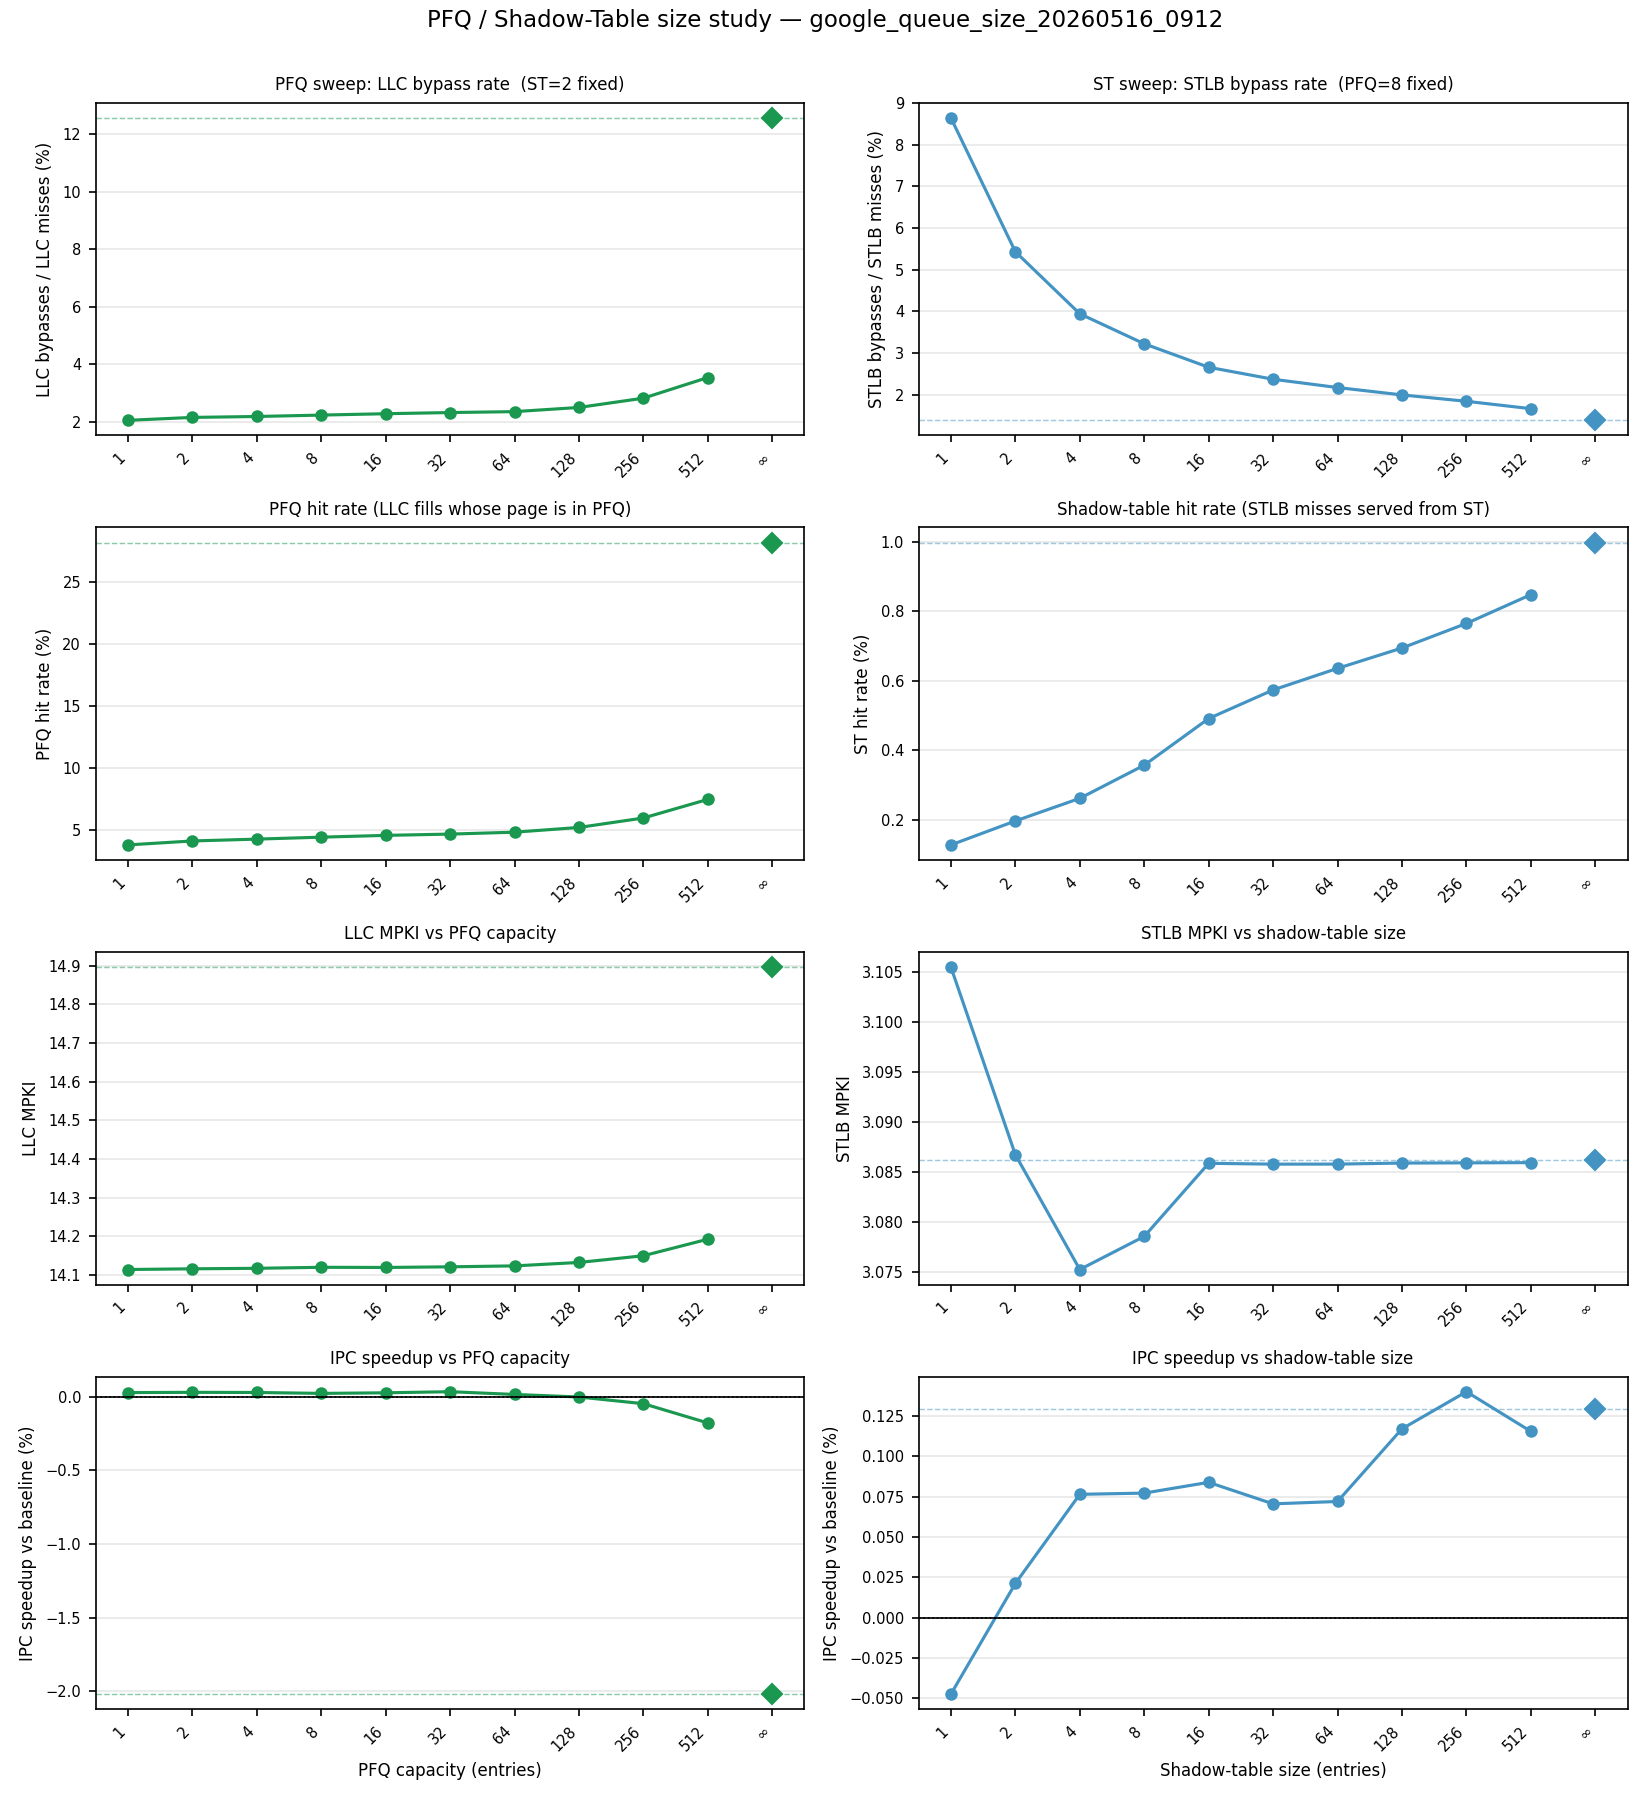 PFQ / Shadow-Table size study — google_queue_size_20260516_0912
PFQ sweep: LLC bypass rate  (ST=2 fixed)
LLC bypasses / LLC misses (%)
12
10
8
6
4
2
1 2 4 8 16 32 64 128 256 512 ∞
ST sweep: STLB bypass rate  (PFQ=8 fixed)
STLB bypasses / STLB misses (%)
9
8
7
6
5
4
3
2
1 2 4 8 16 32 64 128 256 512 ∞
PFQ hit rate (LLC fills whose page is in PFQ)
PFQ hit rate (%)
25
20
15
10
5
1 2 4 8 16 32 64 128 256 512 ∞
Shadow-table hit rate (STLB misses served from ST)
ST hit rate (%)
1.0
0.8
0.6
0.4
0.2
1 2 4 8 16 32 64 128 256 512 ∞
LLC MPKI vs PFQ capacity
LLC MPKI
14.9
14.8
14.7
14.6
14.5
14.4
14.3
14.2
14.1
1 2 4 8 16 32 64 128 256 512 ∞
STLB MPKI vs shadow-table size
STLB MPKI
3.105
3.100
3.095
3.090
3.085
3.080
3.075
1 2 4 8 16 32 64 128 256 512 ∞
IPC speedup vs PFQ capacity
IPC speedup vs baseline (%)
0.0
−0.5
−1.0
−1.5
−2.0
1 2 4 8 16 32 64 128 256 512 ∞
PFQ capacity (entries)
IPC speedup vs shadow-table size
IPC speedup vs baseline (%)
0.125
0.100
0.075
0.050
0.025
0.000
−0.025
−0.050
1 2 4 8 16 32 64 128 256 512 ∞
Shadow-table size (entries)